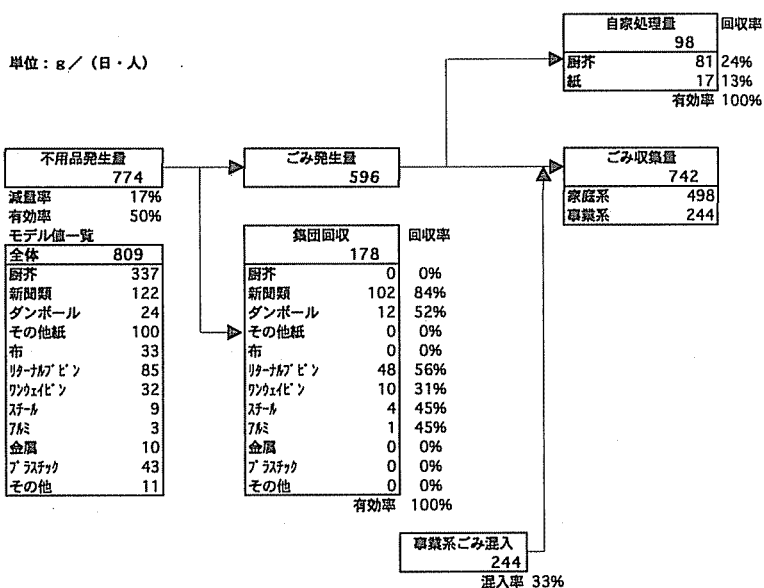 単位：g／（日・人）
自家処理量 回収率
98
厨芥 81 24%
紙 17 13%
有効率 100%
不用品発生量
774
減量率 17%
有効率 50%
モデル値一覧
全体 809
厨芥 337
新聞類 122
ダンボール 24
その他紙 100
布 33
リターナルブビン 85
ワンウェイビン 32
スチール 9
アルミ 3
金属 10
プラスチック 43
その他 11
ごみ発生量
596
集団回収 回収率
178
厨芥 0 0%
新聞類 102 84%
ダンボール 12 52%
その他紙 0 0%
布 0 0%
リターナルブビン 48 56%
ワンウェイビン 10 31%
スチール 4 45%
アルミ 1 45%
金属 0 0%
プラスチック 0 0%
その他 0 0%
有効率 100%
ごみ収集量
742
家庭系 498
事業系 244
事業系ごみ混入
244
混入率 33%